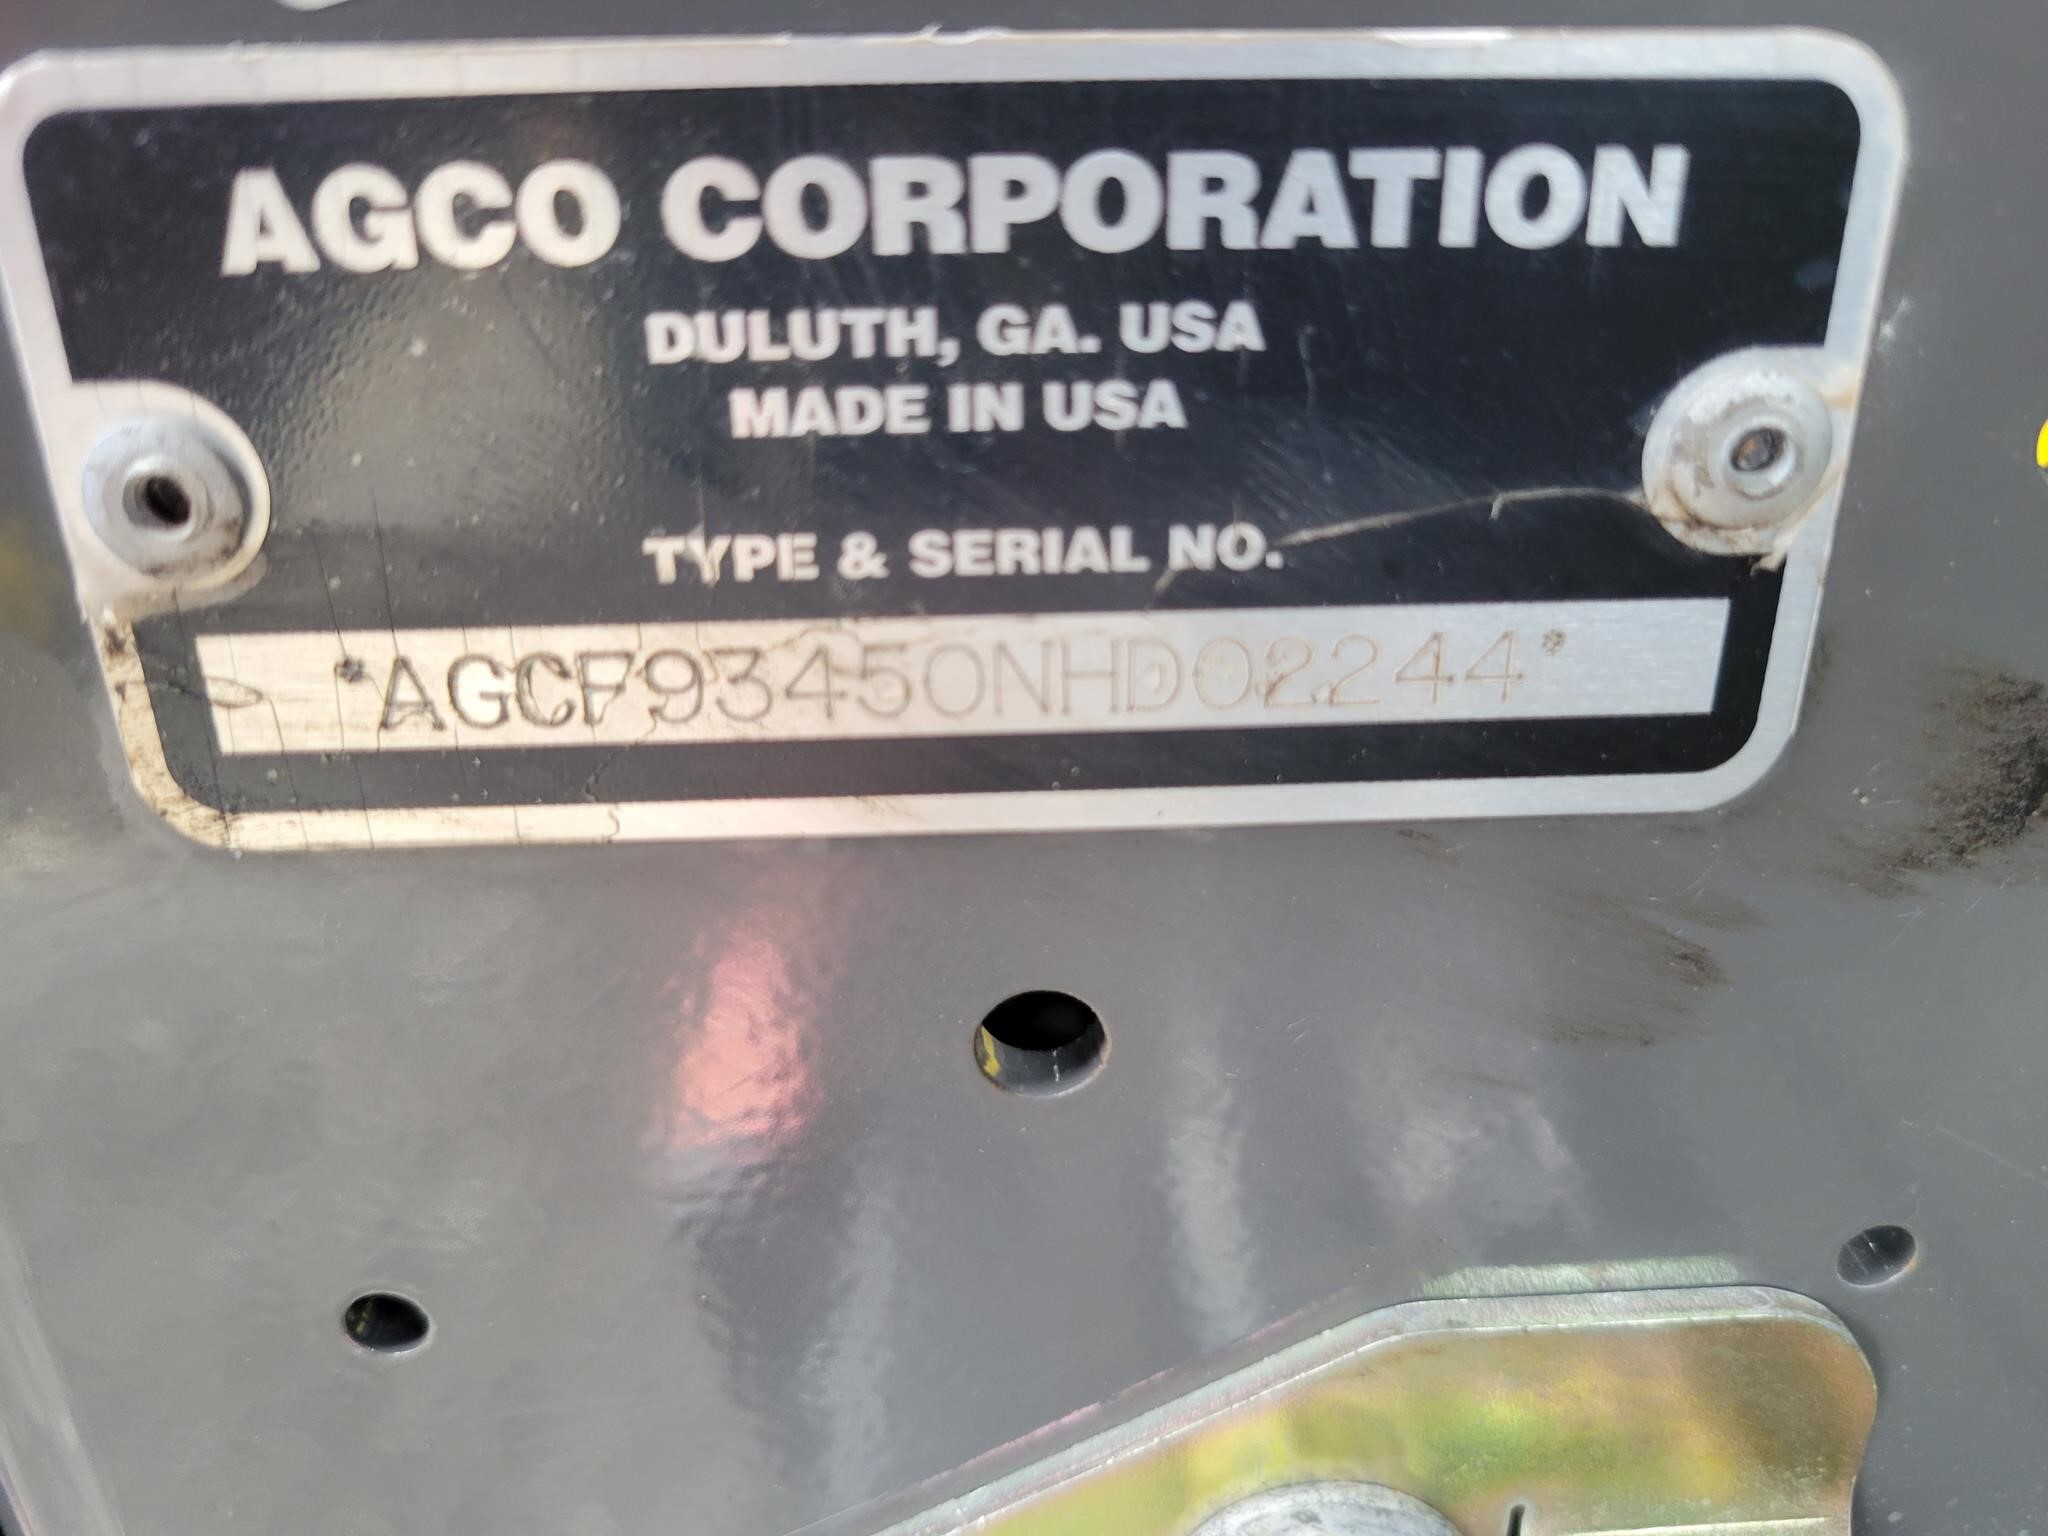 AGCO CORPORATION
DULUTH, GA. USA
MADE IN USA
TYPE & SERIAL NO.
*AGCF93450NHD02244*